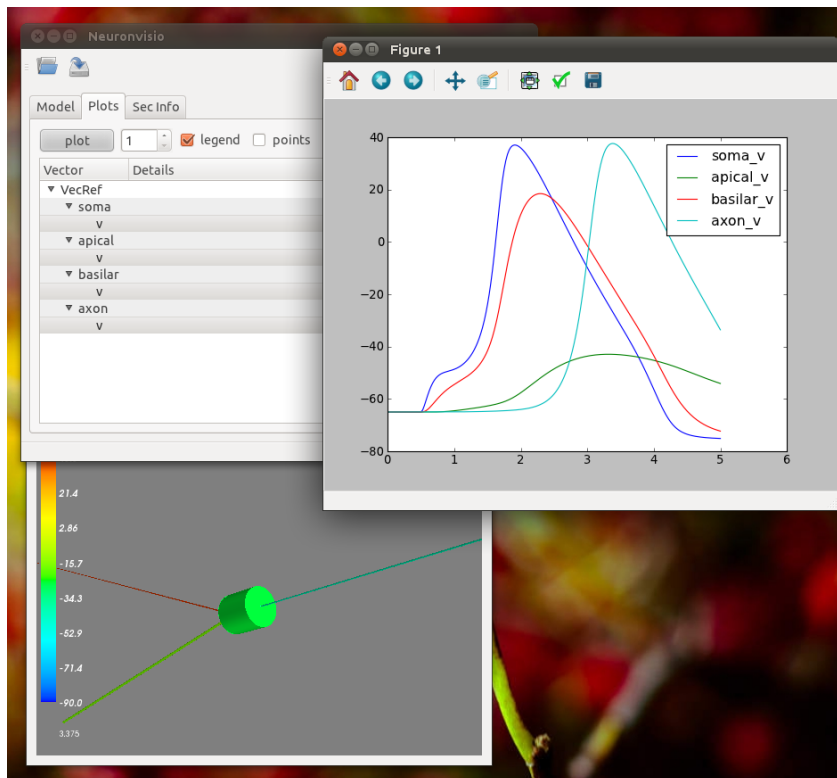 Neuronvisio
Model Plots Sec Info
plot 1 legend points
Vector Details
VecRef
soma
v
apical
v
basilar
v
axon
v
Figure 1
40
20
0
−20
−40
−60
−80
0 1 2 3 4 5 6
soma_v
apical_v
basilar_v
axon_v
21.4
2.86
-15.7
-34.3
-52.9
-71.4
-90.0
3.375